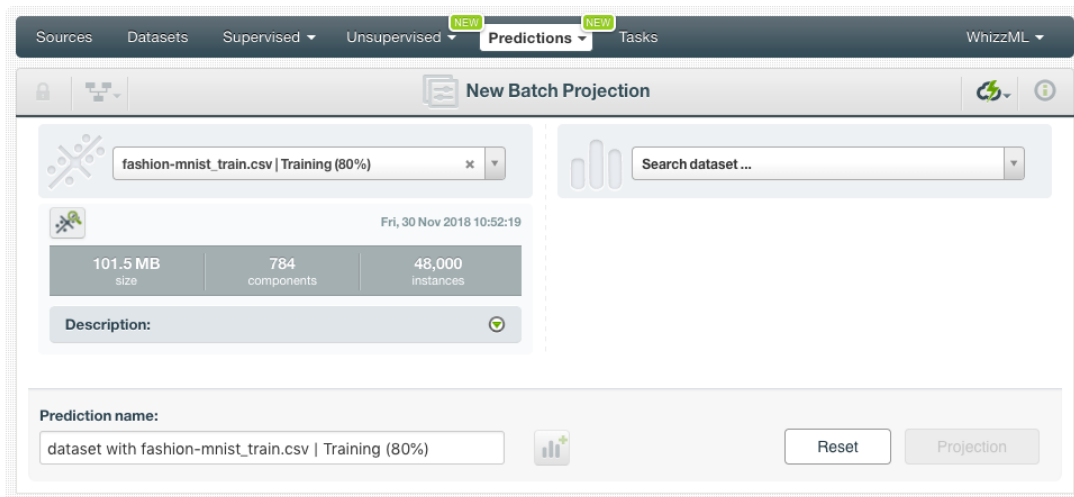 NEW NEW
Sources Datasets Supervised Unsupervised Predictions Tasks WhizzML
New Batch Projection
fashion-mnist_train.csv | Training (80%) × Search dataset ...
Fri, 30 Nov 2018 10:52:19
101.5 MB 784 48,000
size components instances
Description:
Prediction name:
dataset with fashion-mnist_train.csv | Training (80%) Reset Projection